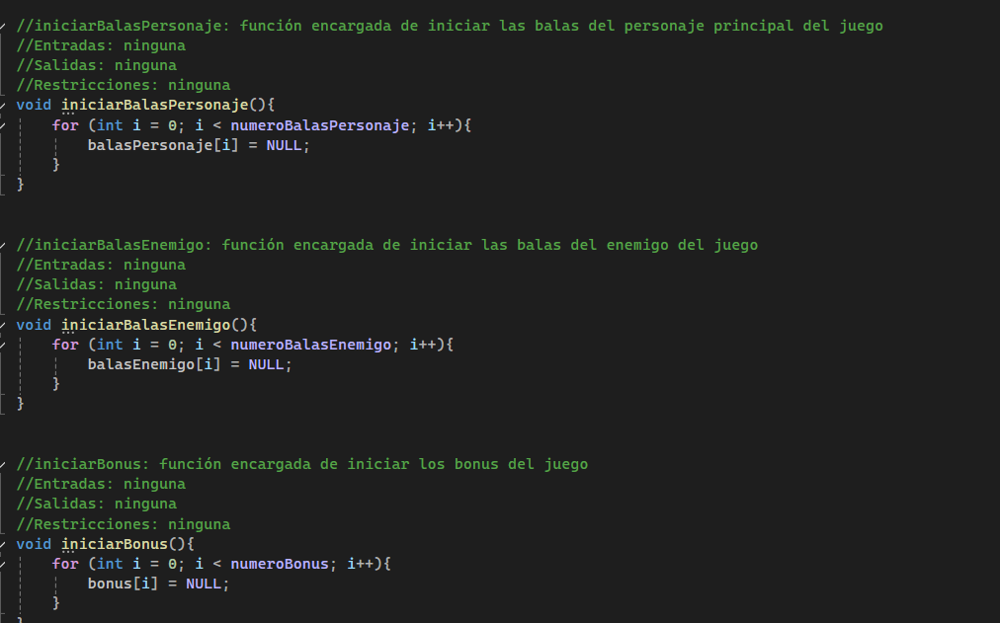 //iniciarBalasPersonaje: función encargada de iniciar las balas del personaje principal del juego
//Entradas: ninguna
//Salidas: ninguna
//Restricciones: ninguna
void iniciarBalasPersonaje(){
    for (int i = 0; i < numeroBalasPersonaje; i++){
        balasPersonaje[i] = NULL;
    }
}
//iniciarBalasEnemigo: función encargada de iniciar las balas del enemigo del juego
//Entradas: ninguna
//Salidas: ninguna
//Restricciones: ninguna
void iniciarBalasEnemigo(){
    for (int i = 0; i < numeroBalasEnemigo; i++){
        balasEnemigo[i] = NULL;
    }
}
//iniciarBonus: función encargada de iniciar los bonus del juego
//Entradas: ninguna
//Salidas: ninguna
//Restricciones: ninguna
void iniciarBonus(){
    for (int i = 0; i < numeroBonus; i++){
        bonus[i] = NULL;
    }
}